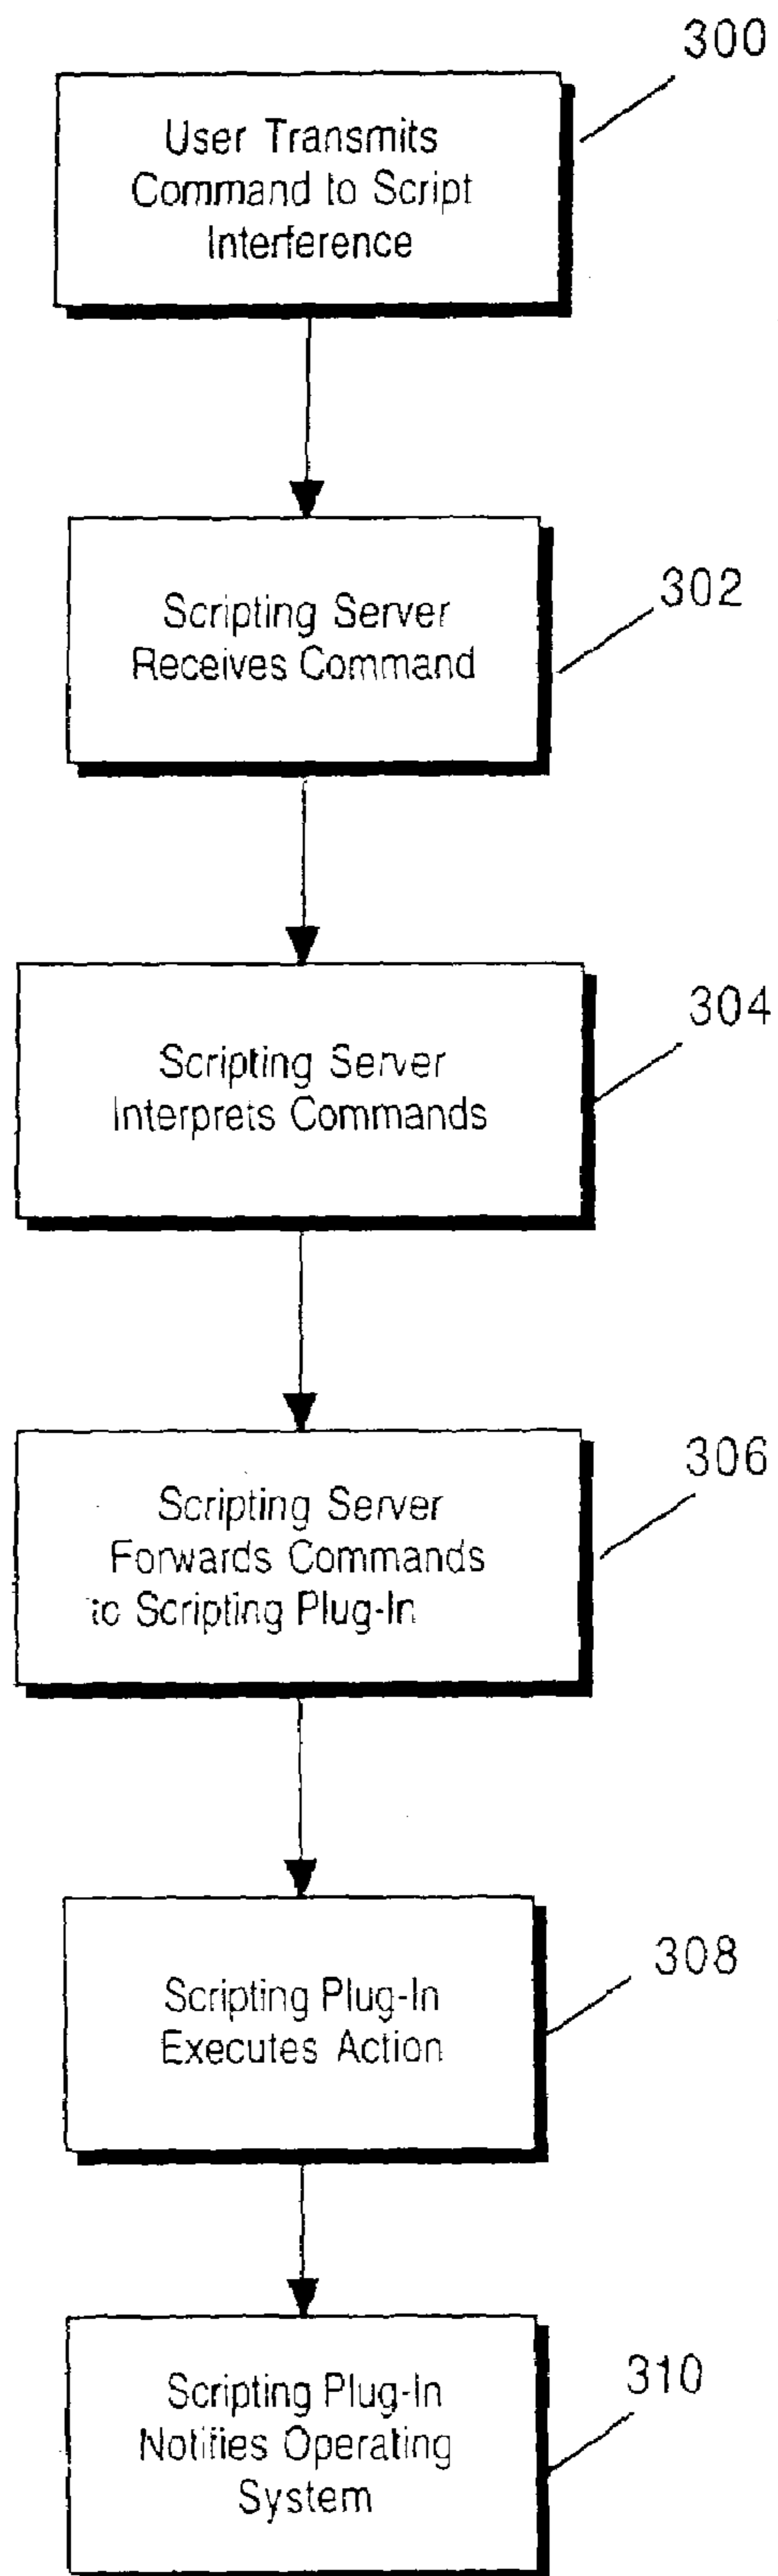 300
User Transmits
Command to Script
Interference
302
Scripting Server
Receives Command
304
Scripting Server
Interprets Commands
306
Scripting Server
Forwards Commands
to Scripting Plug-In
308
Scripting Plug-In
Executes Action
310
Scripting Plug-In
Notifies Operating
System